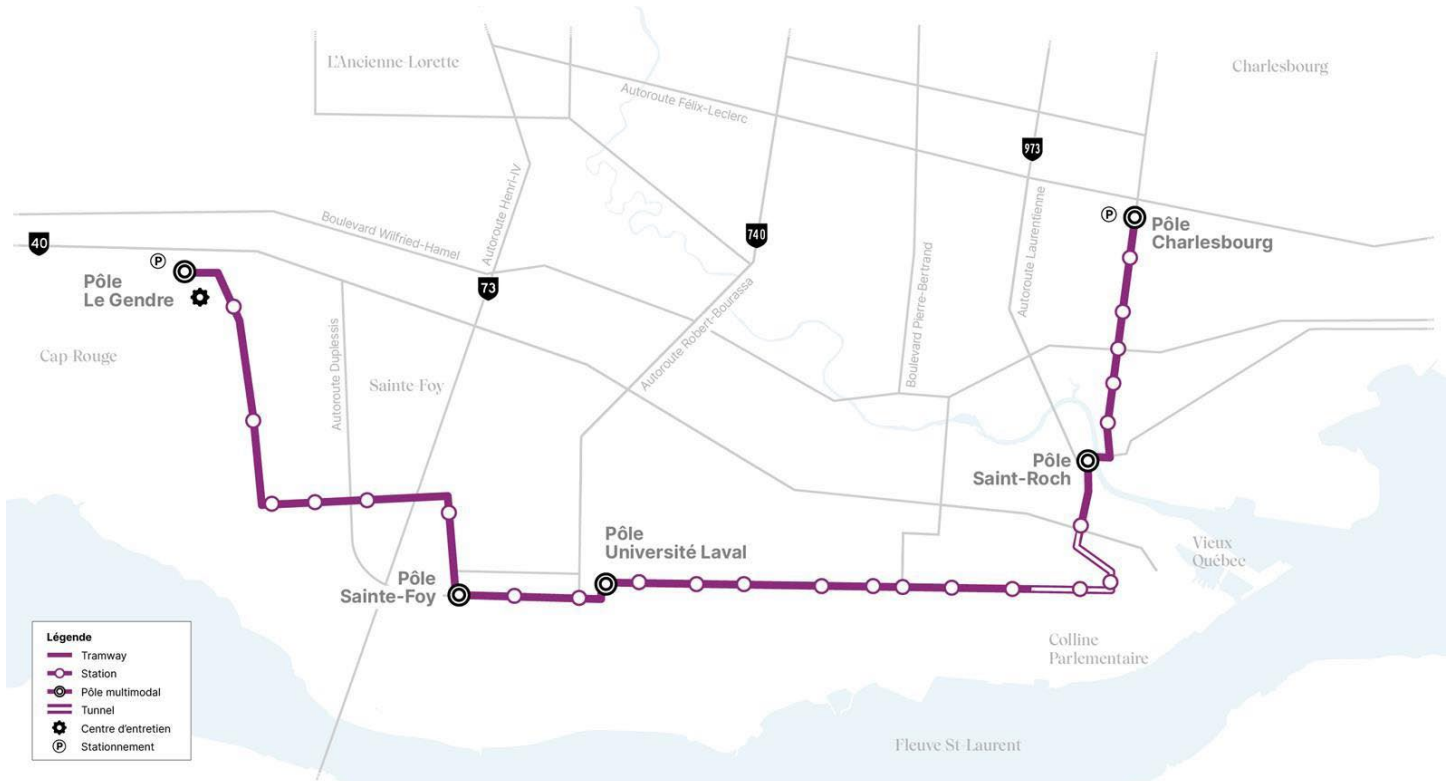 L'Ancienne-Lorette
Charlesbourg
Autoroute Félix-Leclerc
973
Autoroute Henri-IV
Boulevard Wilfried-Hamel
740
40
P
Pôle
Charlesbourg
Autoroute Laurentienne
P
Pôle
Le Gendre
73
Boulevard Pierre-Bertrand
Autoroute Robert-Bourassa
Cap-Rouge
Autoroute Duplessis
Sainte-Foy
Pôle
Saint-Roch
Pôle
Université Laval
Vieux
Québec
Pôle
Sainte-Foy
Colline
Parlementaire
Fleuve St-Laurent
Légende
Tramway
Station
Pôle multimodal
Tunnel
Centre d'entretien
P Stationnement